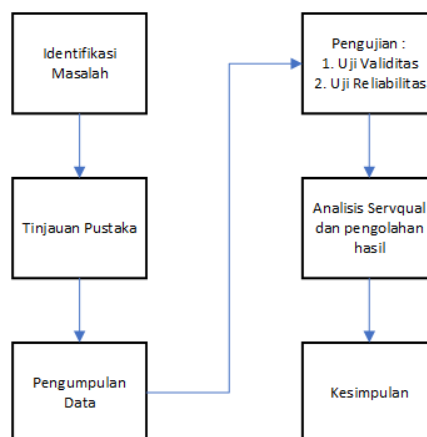 Identifikasi
Masalah
Tinjauan Pustaka
Pengumpulan
Data
Pengujian :
1. Uji Validitas
2. Uji Reliabilitas
Analisis Servqual
dan pengolahan
hasil
Kesimpulan